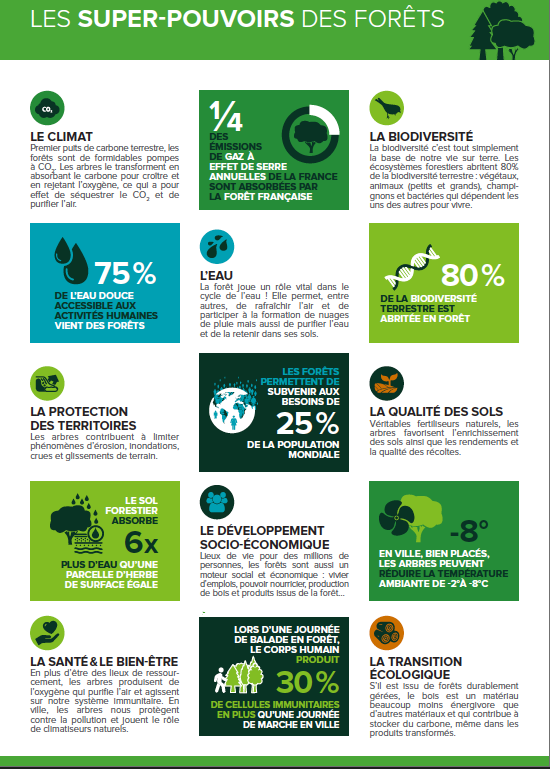 LES SUPER-POUVOIRS DES FORÊTS
CO₂
LE CLIMAT
Premier puits de carbone terrestre, les
forêts sont de formidables pompes
à CO₂. Les arbres le transforment en
absorbant le carbone pour croître et
en rejetant l'oxygène, ce qui a pour
effet de séquestrer le CO₂ et de
purifier l'air.
¼
DES
ÉMISSIONS
DE GAZ À
EFFET DE SERRE
ANNUELLES DE LA FRANCE
SONT ABSORBÉES PAR
LA FORÊT FRANÇAISE
LA BIODIVERSITÉ
La biodiversité c'est tout simplement
la base de notre vie sur terre. Les
écosystèmes forestiers abritent 80%
de la biodiversité terrestre : végétaux,
animaux (petits et grands), champi-
gnons et bactéries qui dépendent les
uns des autres pour vivre.
75%
DE L'EAU DOUCE
ACCESSIBLE AUX
ACTIVITÉS HUMAINES
VIENT DES FORÊTS
L'EAU
La forêt joue un rôle vital dans le
cycle de l'eau ! Elle permet, entre
autres, de rafraîchir l'air et de
participer à la formation de nuages
de pluie mais aussi de purifier l'eau
et de la retenir dans ses sols.
80%
DE LA BIODIVERSITÉ
TERRESTRE EST
ABRITÉE EN FORÊT
LA PROTECTION
DES TERRITOIRES
Les arbres contribuent à limiter
phénomènes d'érosion, inondations,
crues et glissements de terrain.
LES FORÊTS
PERMETTENT DE
SUBVENIR AUX
BESOINS DE
25%
DE LA POPULATION
MONDIALE
LA QUALITÉ DES SOLS
Véritables fertiliseurs naturels, les
arbres favorisent l'enrichissement
des sols ainsi que les rendements et
la qualité des récoltes.
LE SOL
FORESTIER
ABSORBE
6x
PLUS D'EAU QU'UNE
PARCELLE D'HERBE
DE SURFACE ÉGALE
LE DÉVELOPPEMENT
SOCIO-ÉCONOMIQUE
Lieux de vie pour des millions de
personnes, les forêts sont aussi un
moteur social et économique : vivier
d'emplois, pouvoir nourricier, production
de bois et produits issus de la forêt...
-8°
EN VILLE, BIEN PLACÉS,
LES ARBRES PEUVENT
RÉDUIRE LA TEMPÉRATURE
AMBIANTE DE -2°À -8°C
LA SANTÉ & LE BIEN-ÊTRE
En plus d'être des lieux de ressour-
cement, les arbres produisent de
l'oxygène qui purifie l'air et agissent
sur notre système immunitaire. En
ville, les arbres nous protègent
contre la pollution et jouent le rôle
de climatiseurs naturels.
LORS D'UNE JOURNÉE
DE BALADE EN FORÊT,
LE CORPS HUMAIN
PRODUIT
30%
DE CELLULES IMMUNITAIRES
EN PLUS QU'UNE JOURNÉE
DE MARCHE EN VILLE
LA TRANSITION
ÉCOLOGIQUE
S'il est issu de forêts durablement
gérées, le bois est un matériau
beaucoup moins énergivore que
d'autres matériaux et qui contribue à
stocker du carbone, même dans les
produits transformés.